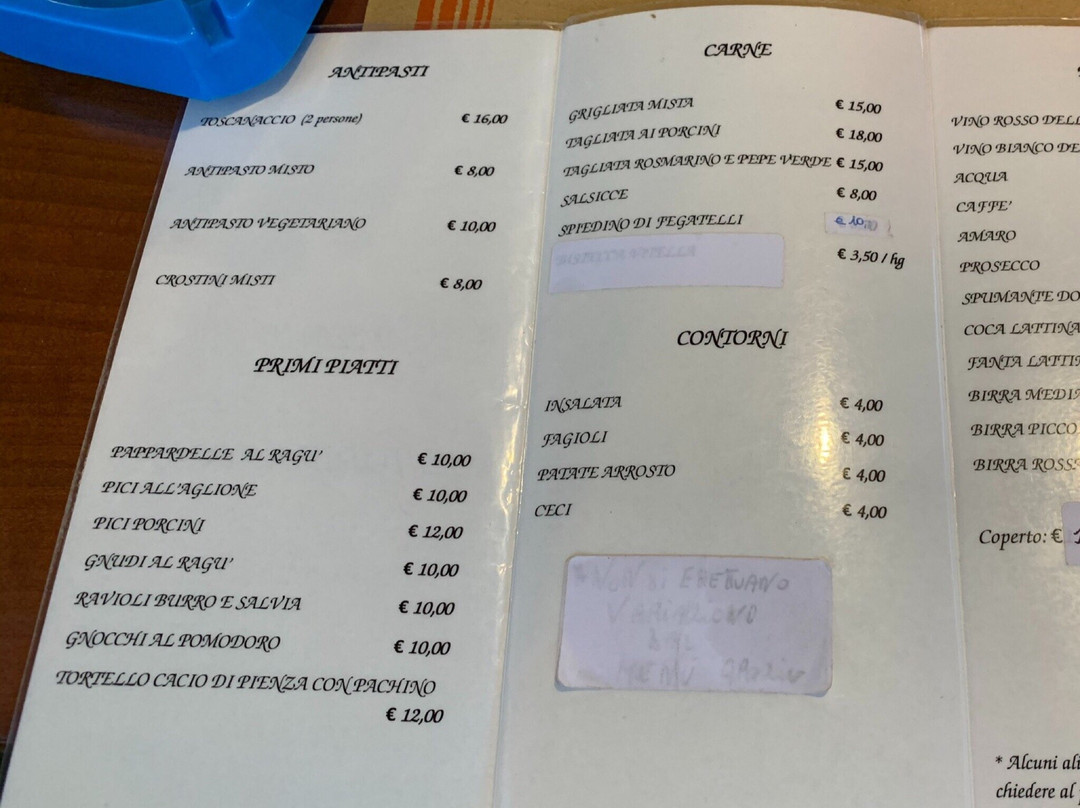 ANTIPASTI
TOSCANACCIO (2 persone) € 16,00
ANTIPASTO MISTO € 8,00
ANTIPASTO VEGETARIANO € 10,00
CROSTINI MISTI € 8,00
PRIMI PIATTI
PAPPARDELLE AL RAGU' € 10,00
PICI ALL'AGLIONE € 10,00
PICI PORCINI € 12,00
GNUDI AL RAGU' € 10,00
RAVIOLI BURRO E SALVIA € 10,00
GNOCCHI AL POMODORO € 10,00
TORTELLO CACIO DI PIENZA CON PACHINO
€ 12,00
CARNE
GRIGLIATA MISTA € 15,00
TAGLIATA AI PORCINI € 18,00
TAGLIATA ROSMARINO E PEPE VERDE € 15,00
SALSICCE € 8,00
SPIEDINO DI FEGATELLI € 10,00
€ 3,50 / hg
CONTORNI
INSALATA € 4,00
FAGIOLI € 4,00
PATATE ARROSTO € 4,00
CECI € 4,00
* NON SI
DAL
MENÙ
VINO ROSSO DELL
VINO BIANCO DE
ACQUA
CAFFE'
AMARO
PROSECCO
SPUMANTE DO
COCA LATTINA
FANTA LATTI
BIRRA MEDIA
BIRRA PICCO
BIRRA ROSS
Coperto: €
* Alcuni ali
chiedere al